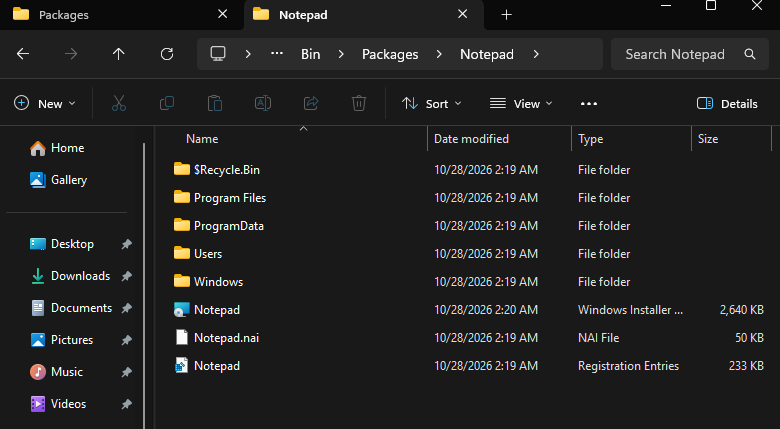 Packages
Notepad
Bin Packages Notepad Search Notepad
New Sort View Details
Name Date modified Type Size
Home
Gallery
Desktop
Downloads
Documents
Pictures
Music
Videos
$Recycle.Bin 10/28/2026 2:19 AM File folder
Program Files 10/28/2026 2:19 AM File folder
ProgramData 10/28/2026 2:19 AM File folder
Users 10/28/2026 2:19 AM File folder
Windows 10/28/2026 2:19 AM File folder
Notepad 10/28/2026 2:20 AM Windows Installer ... 2,640 KB
Notepad.nai 10/28/2026 2:19 AM NAI File 50 KB
Notepad 10/28/2026 2:19 AM Registration Entries 233 KB